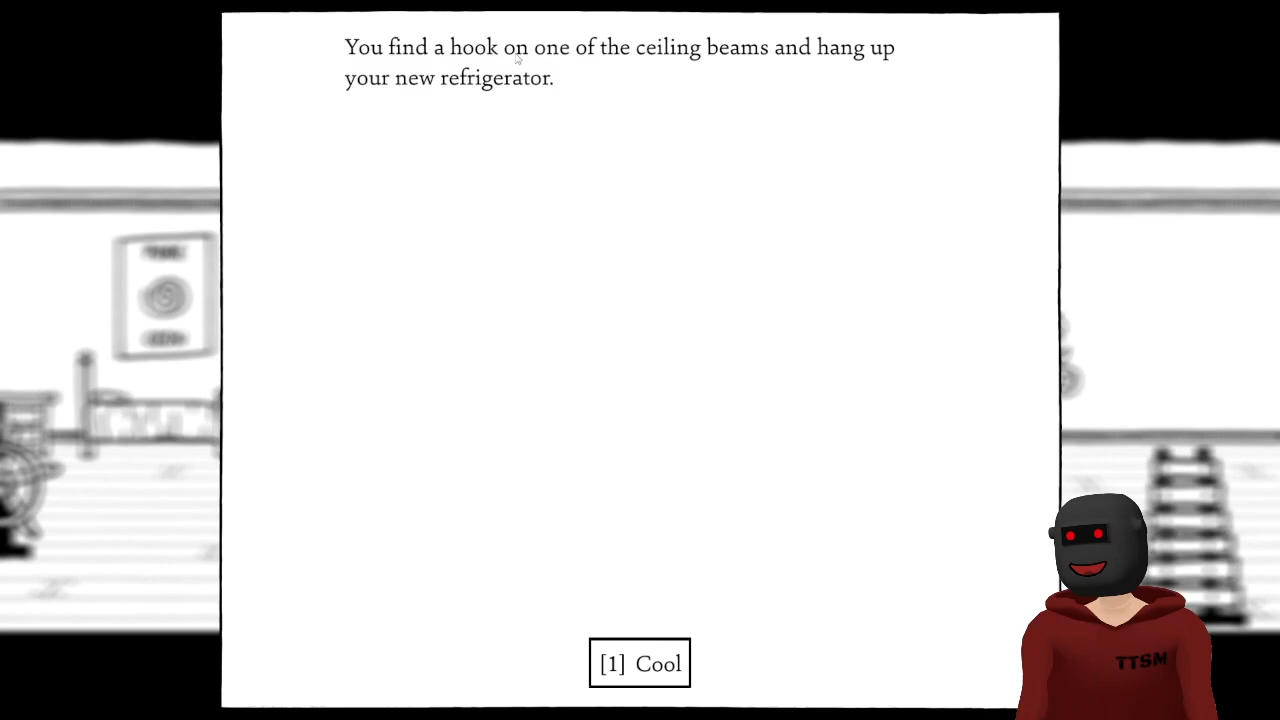 You find a hook on one of the ceiling beams and hang up
your new refrigerator.
[1] Cool
TTSM